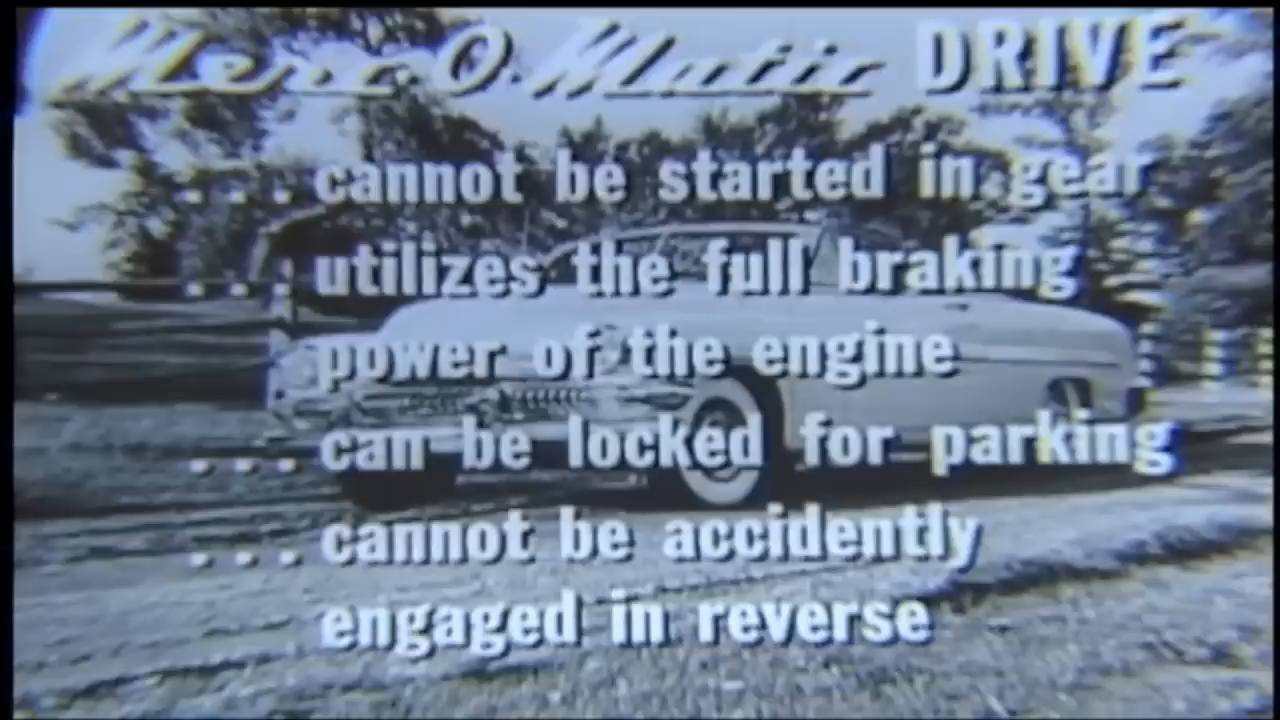 Merc-O-Matic DRIVE
... cannot be started in gear
... utilizes the full braking
power of the engine
... can be locked for parking
... cannot be accidently
engaged in reverse